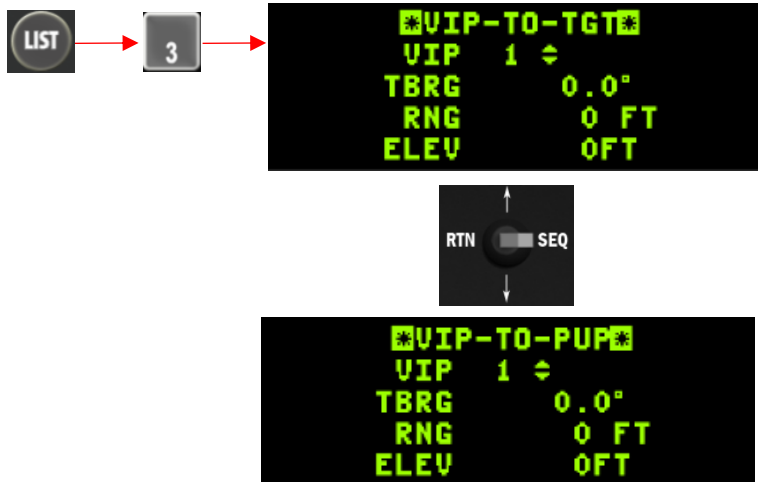 LIST
3
*VIP-TO-TGT*
VIP 1
TBRG 0.0°
RNG 0 FT
ELEV 0FT
RTN SEQ
*VIP-TO-PUP*
VIP 1
TBRG 0.0°
RNG 0 FT
ELEV 0FT